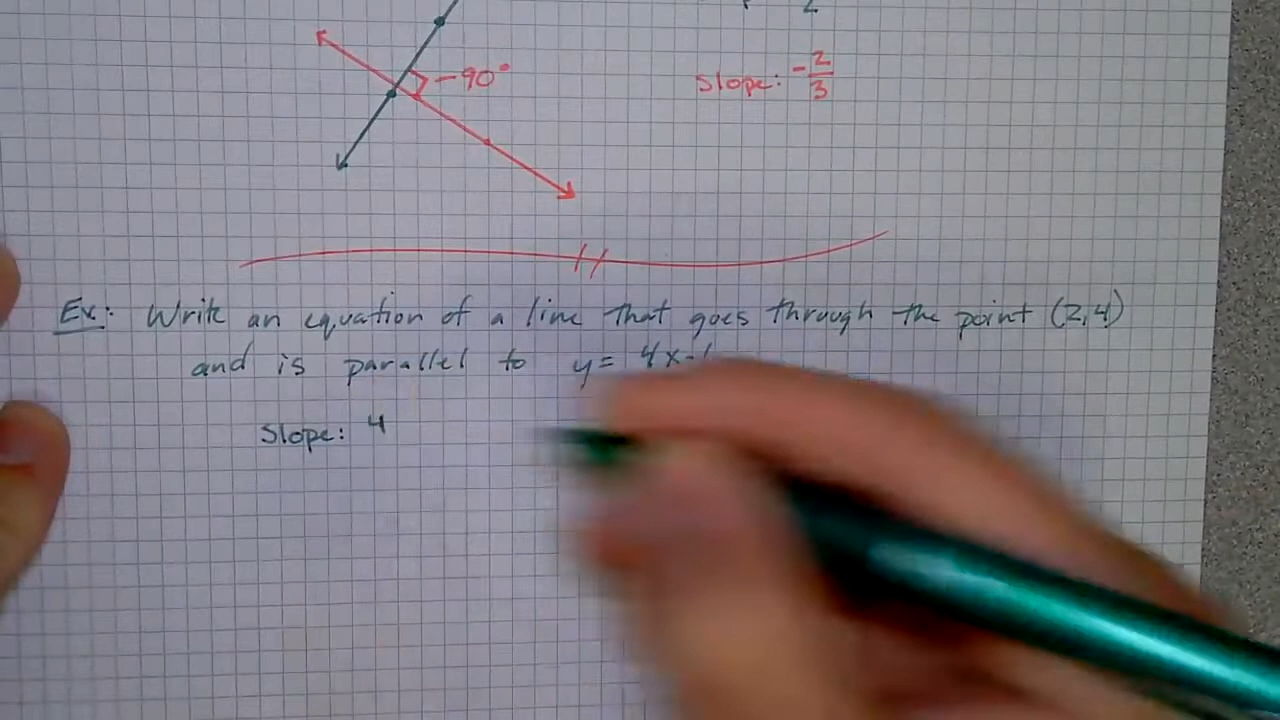 90°
Slope: -2/3
Ex: Write an equation of a line that goes through the point (2,4)
and is parallel to y= 4x-
Slope: 4